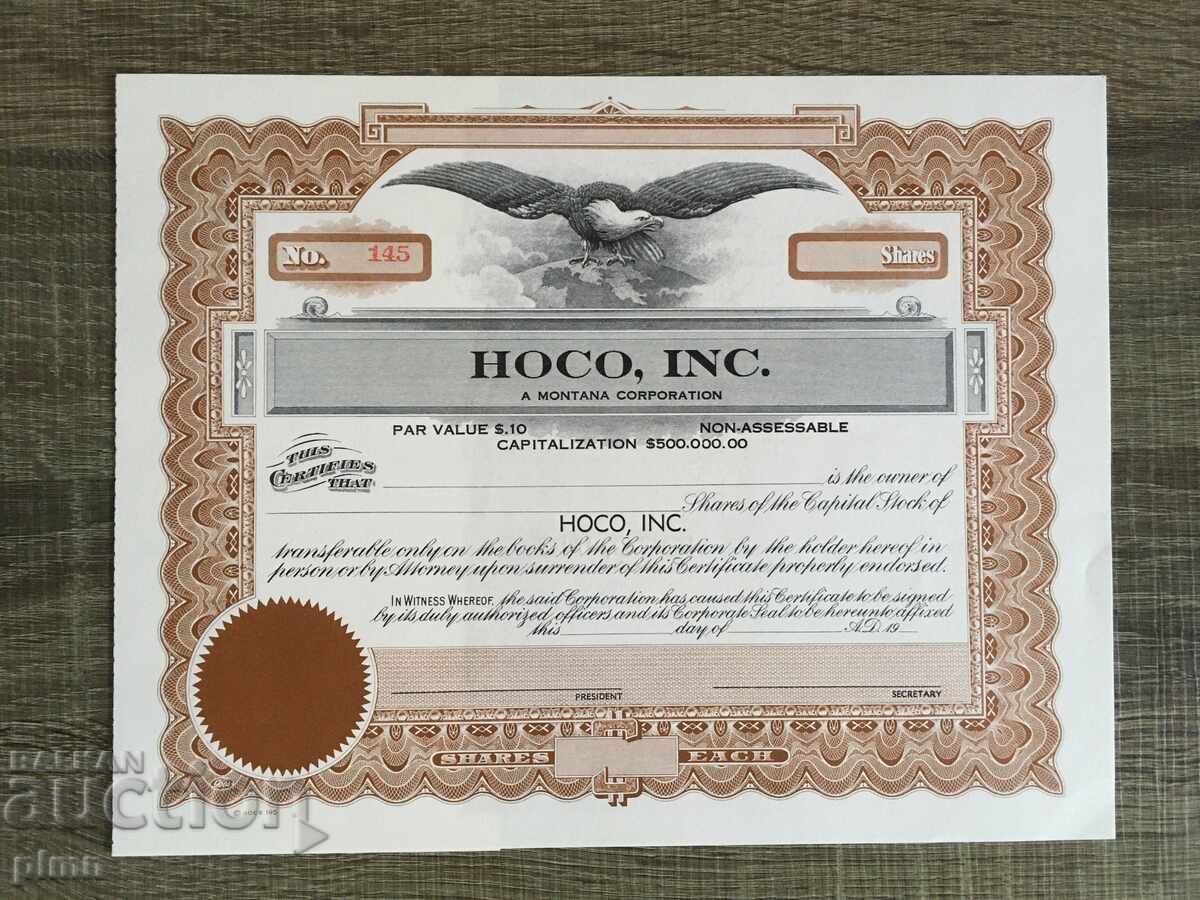 No. 145
Shares
HOCO, INC.
A MONTANA CORPORATION
PAR VALUE $.10 NON-ASSESSABLE
CAPITALIZATION $500.000.00
THIS CERTIFIES THAT is the owner of
Shares of the Capital Stock of
HOCO, INC.
transferable only on the books of the Corporation by the holder hereof in
person, or by Attorney upon surrender of this Certificate properly endorsed.
IN WITNESS WHEREOF, the said Corporation has caused this Certificate to be signed
by its duly authorized officers and its Corporate Seal to be hereunto affixed
this day of A.D. 19
PRESIDENT SECRETARY
SHARES EACH
BALKAN
auction
plmn